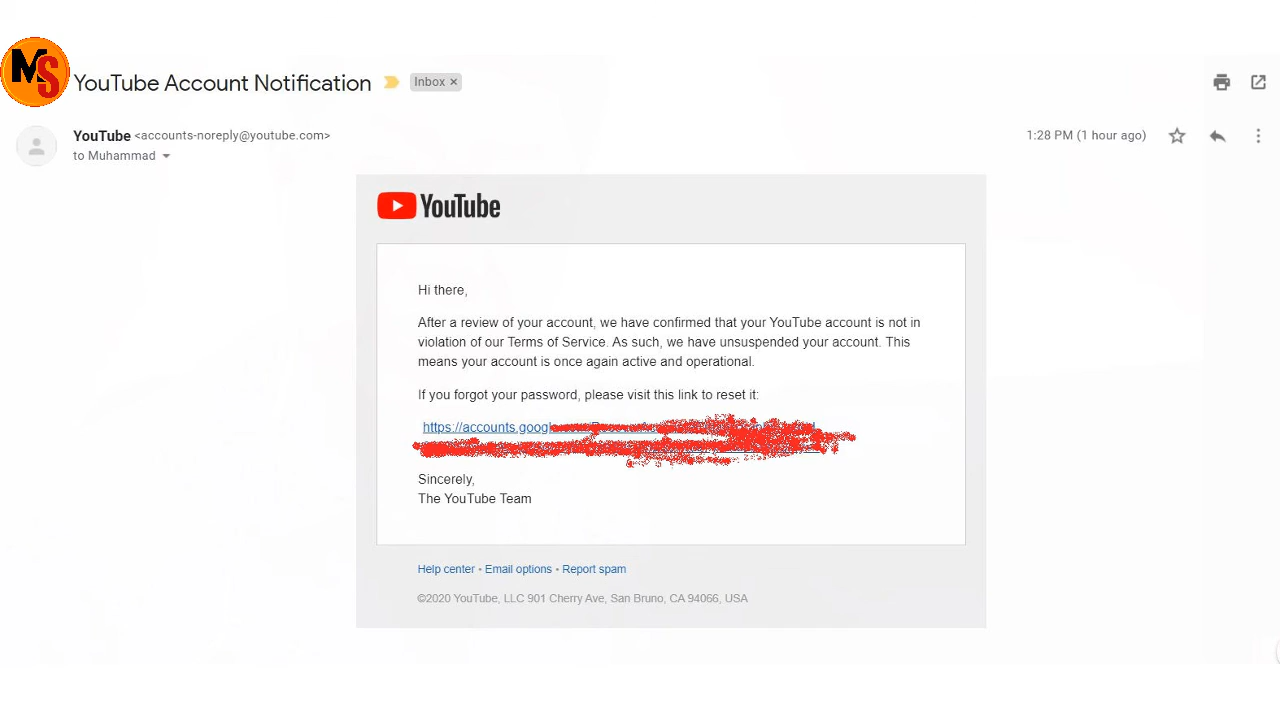 MS
YouTube Account Notification
Inbox ×
YouTube <accounts-noreply@youtube.com>
1:28 PM (1 hour ago)
to Muhammad
YouTube
Hi there,
After a review of your account, we have confirmed that your YouTube account is not in
violation of our Terms of Service. As such, we have unsuspended your account. This
means your account is once again active and operational.
If you forgot your password, please visit this link to reset it:
https://accounts.googl
Sincerely,
The YouTube Team
Help center • Email options • Report spam
©2020 YouTube, LLC 901 Cherry Ave, San Bruno, CA 94066, USA